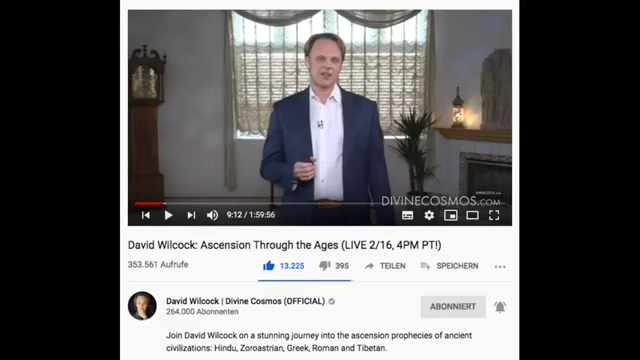 DIVINECOSMOS.COM
9:12 / 1:59:56
David Wilcock: Ascension Through the Ages (LIVE 2/16, 4PM PT!)
353.561 Aufrufe
13.225 395 TEILEN SPEICHERN
David Wilcock | Divine Cosmos (OFFICIAL)
264.000 Abonnenten
ABONNIERT
Join David Wilcock on a stunning journey into the ascension prophecies of ancient
civilizations: Hindu, Zoroastrian, Greek, Roman and Tibetan.